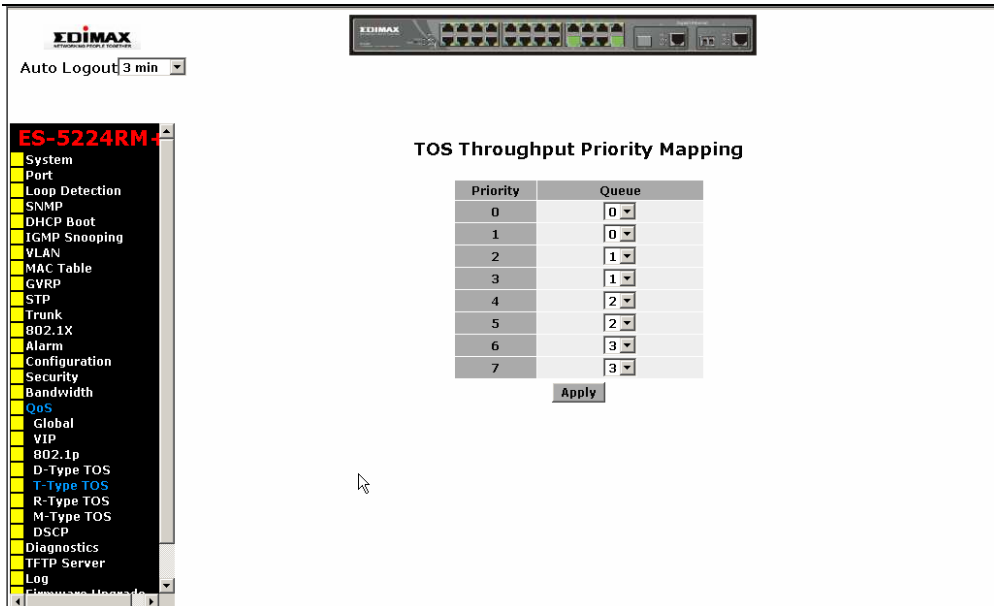 EDIMAX
NETWORKING PEOPLE TOGETHER
EDIMAX
Auto Logout 3 min
ES-5224RM+
System
Port
Loop Detection
SNMP
DHCP Boot
IGMP Snooping
VLAN
MAC Table
GVRP
STP
Trunk
802.1X
Alarm
Configuration
Security
Bandwidth
QoS
Global
VIP
802.1p
D-Type TOS
T-Type TOS
R-Type TOS
M-Type TOS
DSCP
Diagnostics
TFTP Server
Log
Firmware Upgrade
TOS Throughput Priority Mapping
Priority Queue
0 0
1 0
2 1
3 1
4 2
5 2
6 3
7 3
Apply